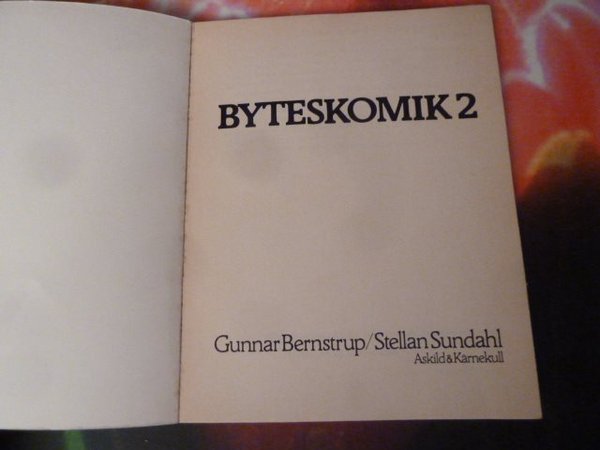 BYTESKOMIK 2
Gunnar Bernstrup/Stellan Sundahl
Askild & Kärnekull